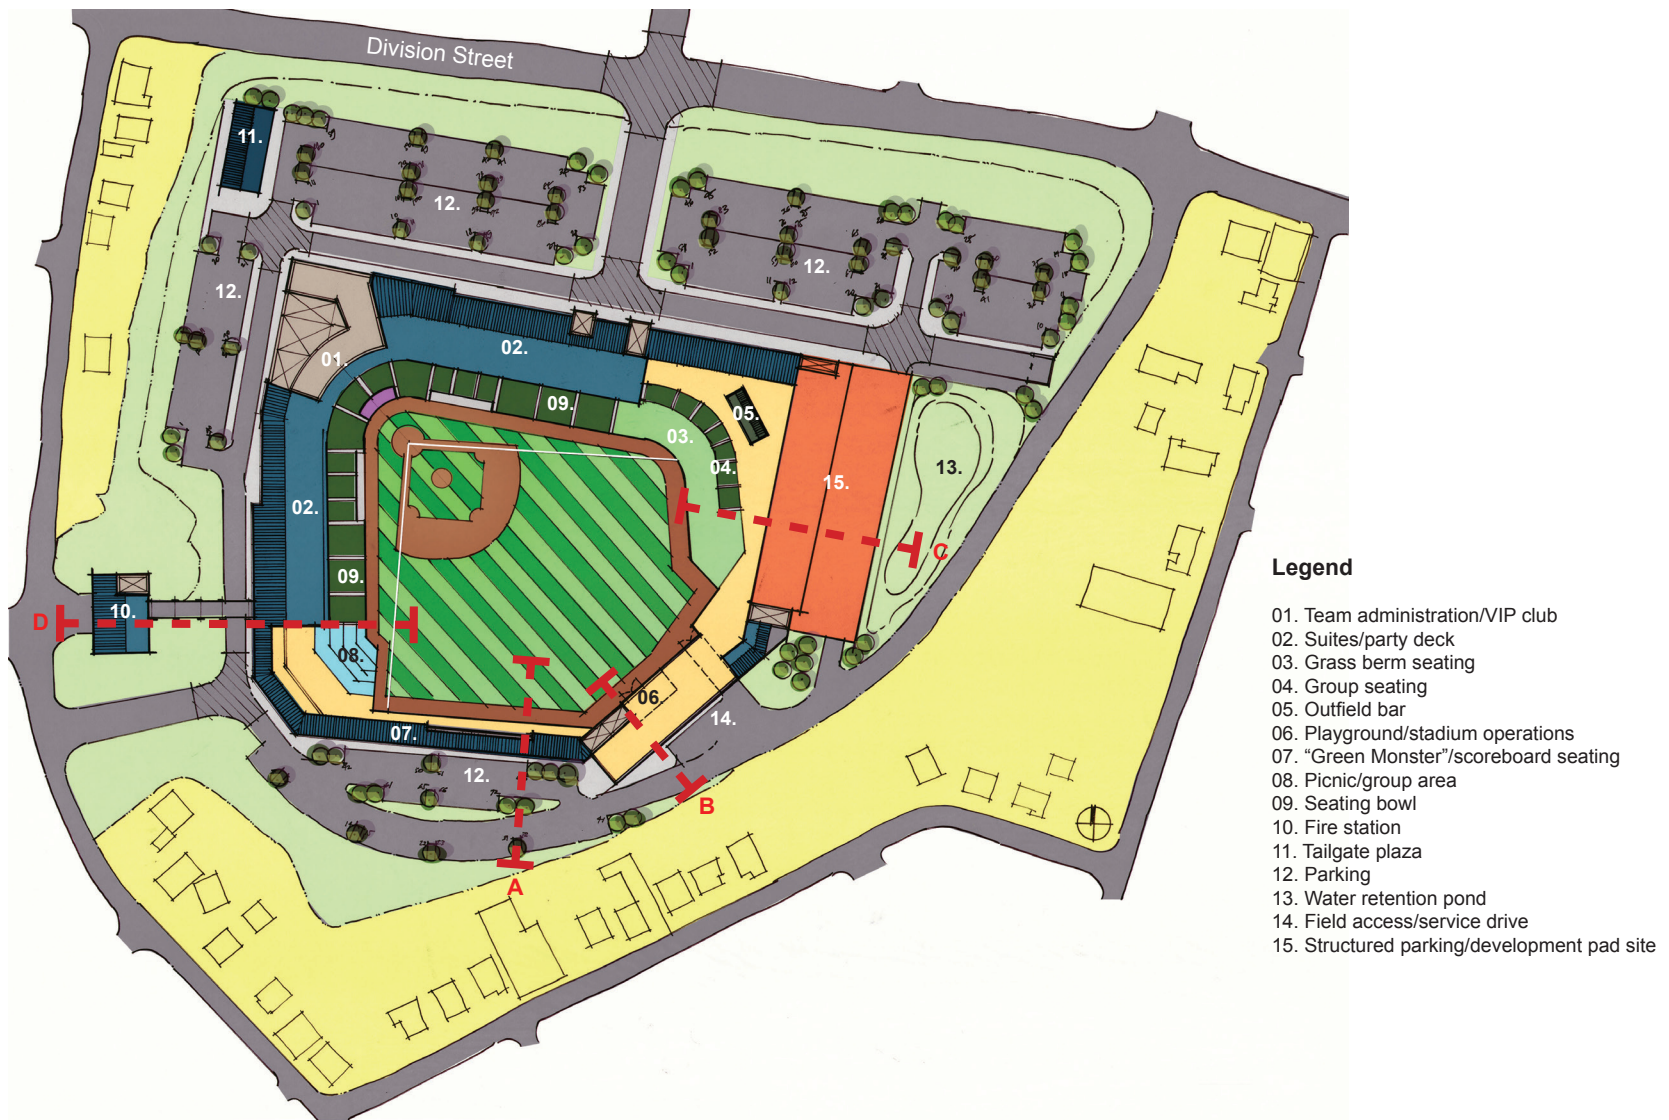 Division Street
11.
12.
12.
12.
01.
02.
09.
05.
03.
04.
13.
15.
02.
C
09.
10.
D
08.
06.
14.
07.
12.
B
A
Legend
01. Team administration/VIP club
02. Suites/party deck
03. Grass berm seating
04. Group seating
05. Outfield bar
06. Playground/stadium operations
07. “Green Monster”/scoreboard seating
08. Picnic/group area
09. Seating bowl
10. Fire station
11. Tailgate plaza
12. Parking
13. Water retention pond
14. Field access/service drive
15. Structured parking/development pad site